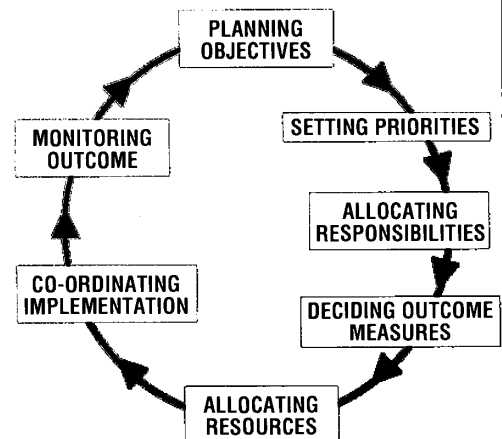 PLANNING
OBJECTIVES
SETTING PRIORITIES
ALLOCATING
RESPONSIBILITIES
DECIDING OUTCOME
MEASURES
ALLOCATING
RESOURCES
CO-ORDINATING
IMPLEMENTATION
MONITORING
OUTCOME